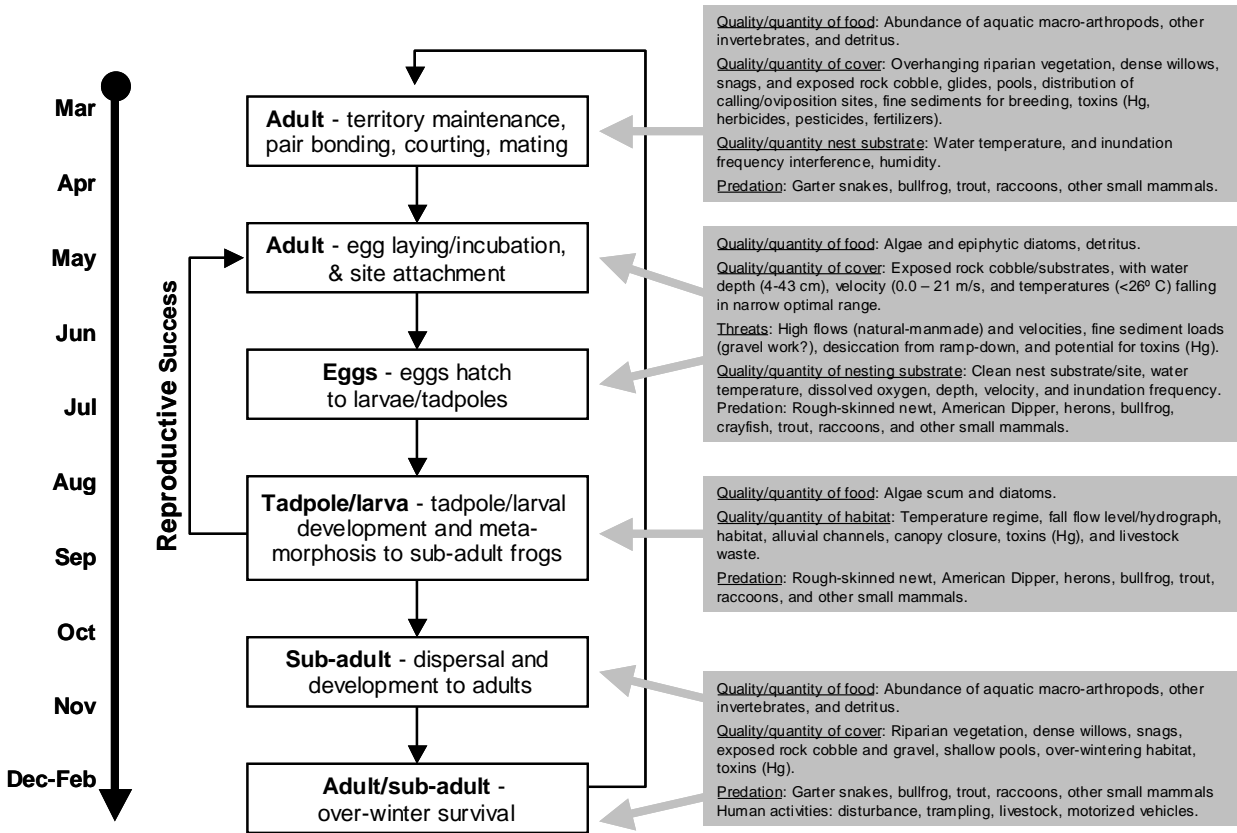 Mar
Apr
May
Jun
Jul
Aug
Sep
Oct
Nov
Dec-Feb
Reproductive Success
Adult - territory maintenance,
pair bonding, courting, mating
Adult - egg laying/incubation,
& site attachment
Eggs - eggs hatch
to larvae/tadpoles
Tadpole/larva - tadpole/larval
development and meta-
morphosis to sub-adult frogs
Sub-adult - dispersal and
development to adults
Adult/sub-adult -
over-winter survival
Quality/quantity of food: Abundance of aquatic macro-arthropods, other
invertebrates, and detritus.
Quality/quantity of cover: Overhanging riparian vegetation, dense willows,
snags, and exposed rock cobble, glides, pools, distribution of
calling/oviposition sites, fine sediments for breeding, toxins (Hg,
herbicides, pesticides, fertilizers).
Quality/quantity nest substrate: Water temperature, and inundation
frequency interference, humidity.
Predation: Garter snakes, bullfrog, trout, raccoons, other small mammals.
Quality/quantity of food: Algae and epiphytic diatoms, detritus.
Quality/quantity of cover: Exposed rock cobble/substrates, with water
depth (4-43 cm), velocity (0.0 – 21 m/s, and temperatures (<26º C) falling
in narrow optimal range.
Threats: High flows (natural-manmade) and velocities, fine sediment loads
(gravel work?), desiccation from ramp-down, and potential for toxins (Hg).
Quality/quantity of nesting substrate: Clean nest substrate/site, water
temperature, dissolved oxygen, depth, velocity, and inundation frequency.
Predation: Rough-skinned newt, American Dipper, herons, bullfrog,
crayfish, trout, raccoons, and other small mammals.
Quality/quantity of food: Algae scum and diatoms.
Quality/quantity of habitat: Temperature regime, fall flow level/hydrograph,
habitat, alluvial channels, canopy closure, toxins (Hg), and livestock
waste.
Predation: Rough-skinned newt, American Dipper, herons, bullfrog, trout,
raccoons, and other small mammals.
Quality/quantity of food: Abundance of aquatic macro-arthropods, other
invertebrates, and detritus.
Quality/quantity of cover: Riparian vegetation, dense willows, snags,
exposed rock cobble and gravel, shallow pools, over-wintering habitat,
toxins (Hg).
Predation: Garter snakes, bullfrog, trout, raccoons, other small mammals
Human activities: disturbance, trampling, livestock, motorized vehicles.